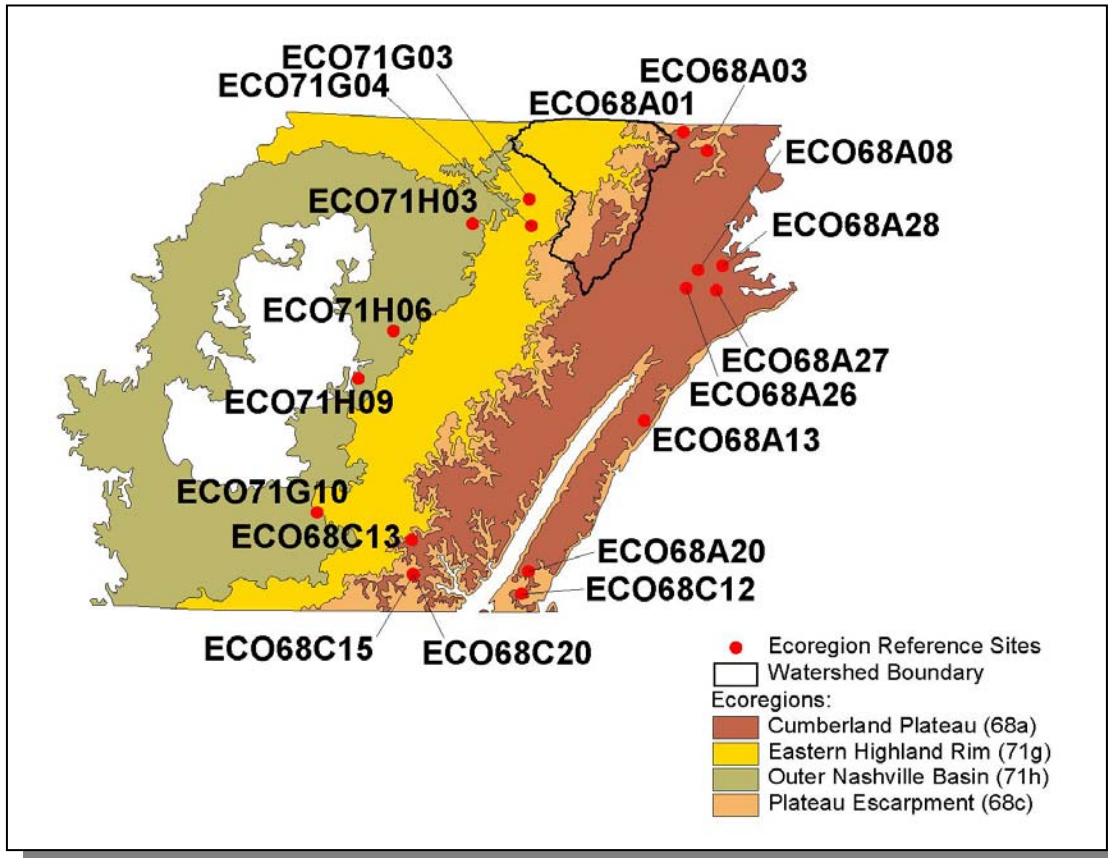 ECO71G03
ECO71G04
ECO68A03
ECO68A01
ECO68A08
ECO71H03
ECO68A28
ECO71H06
ECO68A27
ECO68A26
ECO71H09
ECO68A13
ECO71G10
ECO68C13
ECO68A20
ECO68C12
ECO68C15
ECO68C20
Ecoregion Reference Sites
Watershed Boundary
Ecoregions:
Cumberland Plateau (68a)
Eastern Highland Rim (71g)
Outer Nashville Basin (71h)
Plateau Escarpment (68c)